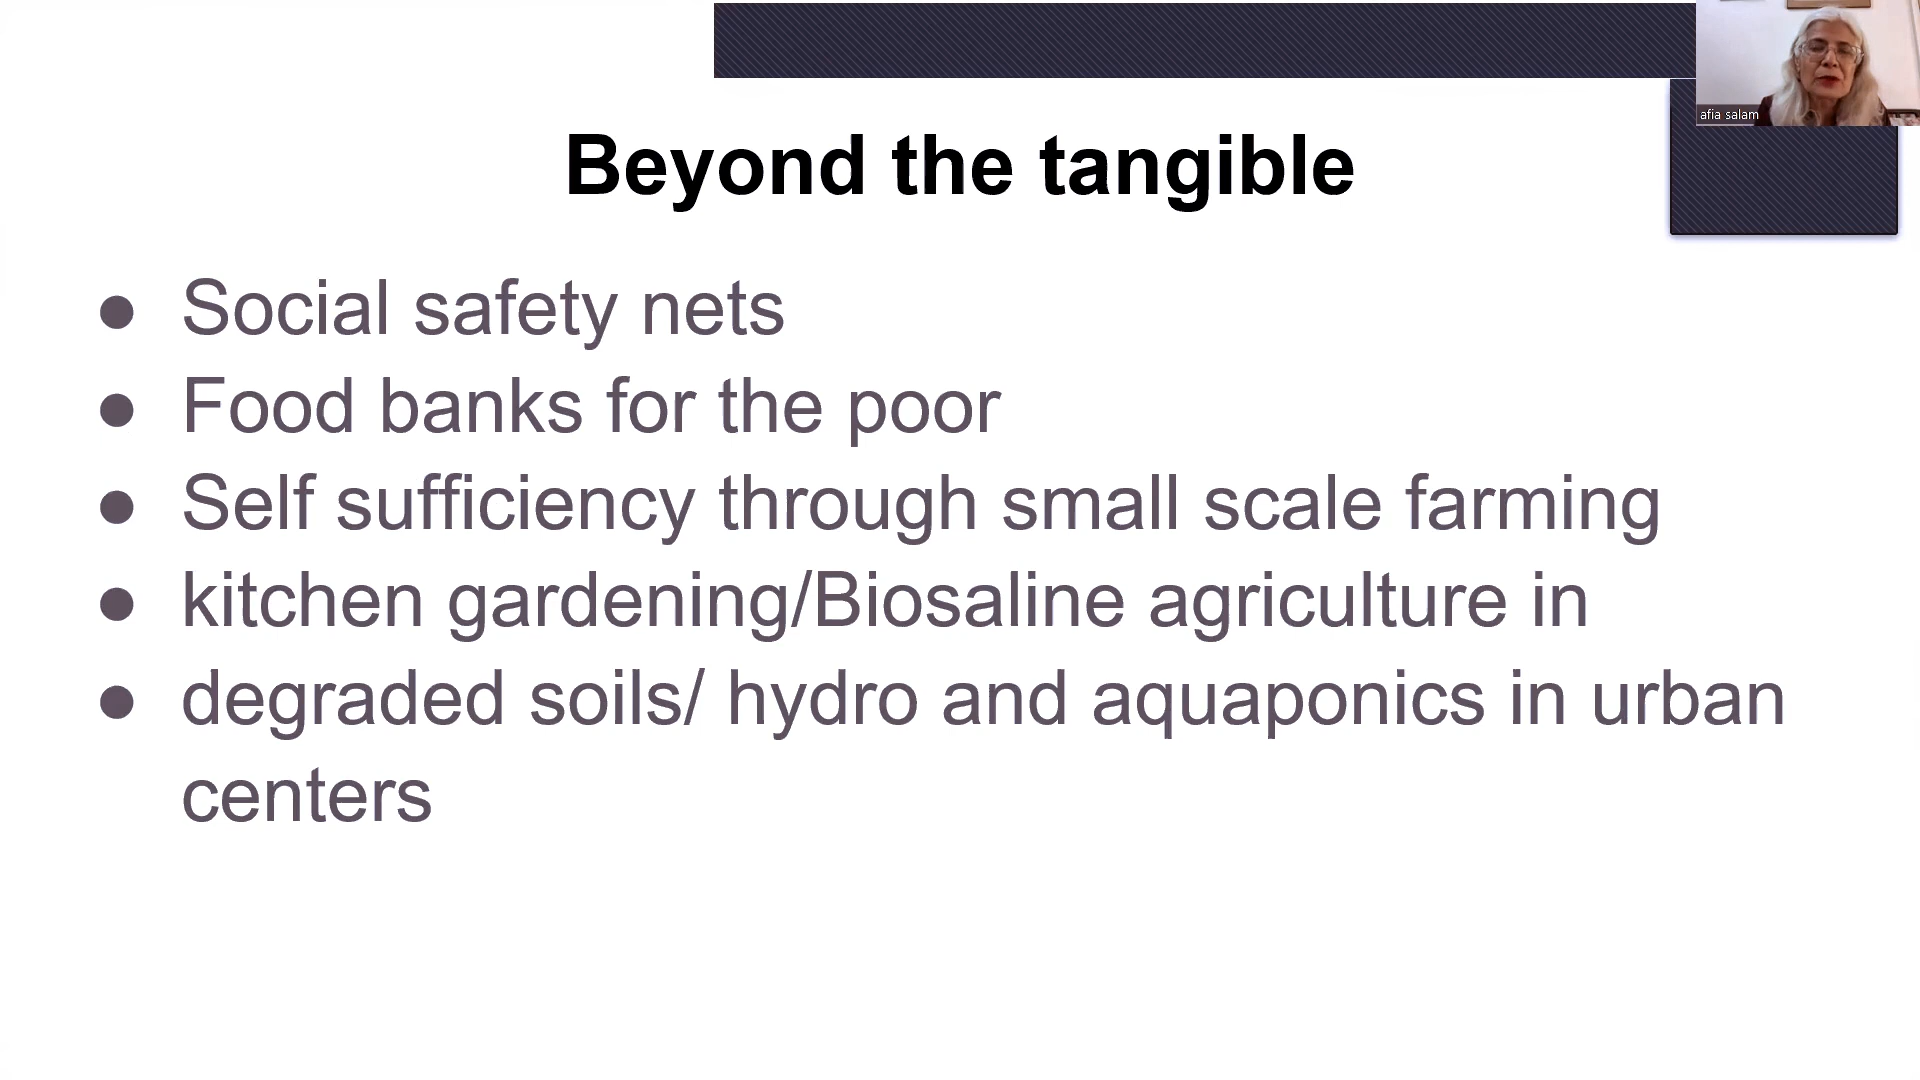 afia salam
Beyond the tangible
● Social safety nets
● Food banks for the poor
● Self sufficiency through small scale farming
● kitchen gardening/Biosaline agriculture in
● degraded soils/ hydro and aquaponics in urban
centers